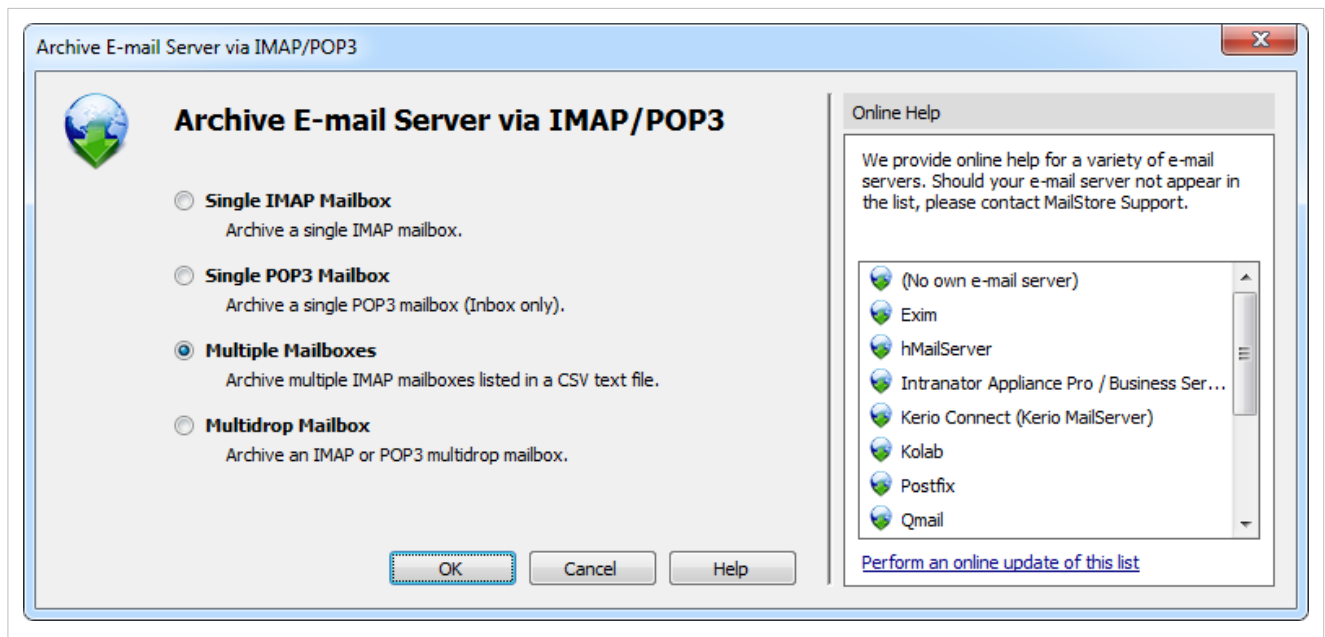 Archive E-mail Server via IMAP/POP3
Archive E-mail Server via IMAP/POP3
Single IMAP Mailbox
Archive a single IMAP mailbox.
Single POP3 Mailbox
Archive a single POP3 mailbox (Inbox only).
Multiple Mailboxes
Archive multiple IMAP mailboxes listed in a CSV text file.
Multidrop Mailbox
Archive an IMAP or POP3 multidrop mailbox.
OK
Cancel
Help
Online Help
We provide online help for a variety of e-mail
servers. Should your e-mail server not appear in
the list, please contact MailStore Support.
(No own e-mail server)
Exim
hMailServer
Intranator Appliance Pro / Business Ser...
Kerio Connect (Kerio MailServer)
Kolab
Postfix
Qmail
Perform an online update of this list